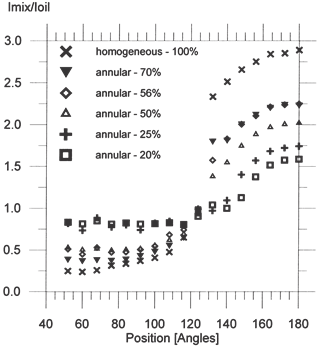 Imix/Ioil
3.0
homogeneous - 100%
annular - 70%
2.5
annular - 56%
annular - 50%
2.0
annular - 25%
annular - 20%
1.5
1.0
0.5
0.0
40 60 80 100 120 140 160 180
Position [Angles]